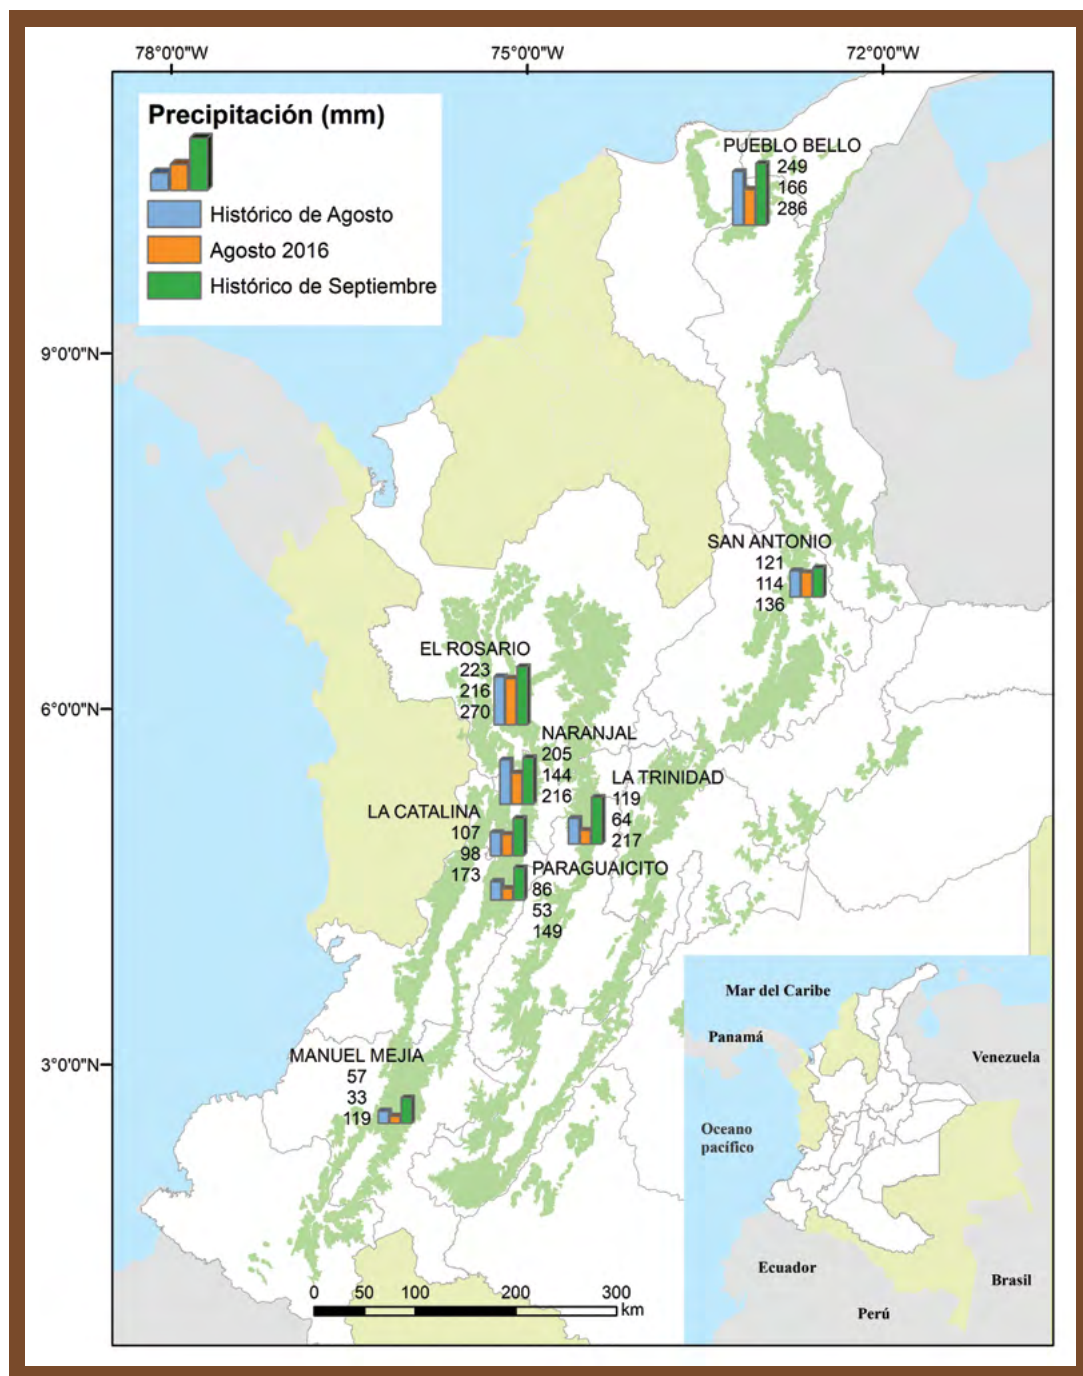 78°0'0"W
75°0'0"W
72°0'0"W
Precipitación (mm)
Histórico de Agosto
Agosto 2016
Histórico de Septiembre
PUEBLO BELLO
249
166
286
9°0'0"N
SAN ANTONIO
121
114
136
EL ROSARIO
223
216
270
6°0'0"N
NARANJAL
205
144
216
LA TRINIDAD
119
64
217
LA CATALINA
107
98
173
PARAGUAICITO
86
53
149
3°0'0"N
MANUEL MEJIA
57
33
119
Mar del Caribe
Panamá
Venezuela
Oceano
pacífico
Ecuador
Brasil
Perú
0 50 100 200 300
km